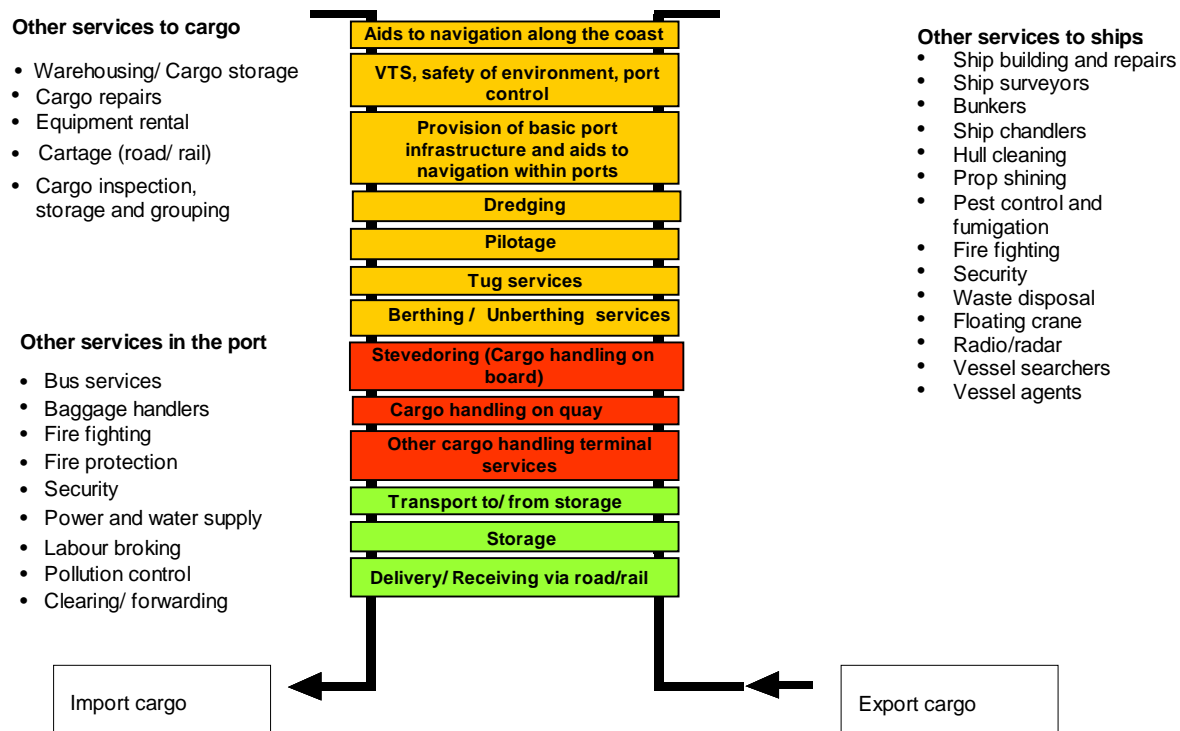 Other services to cargo
• Warehousing/ Cargo storage
• Cargo repairs
• Equipment rental
• Cartage (road/ rail)
• Cargo inspection,
storage and grouping
Other services in the port
• Bus services
• Baggage handlers
• Fire fighting
• Fire protection
• Security
• Power and water supply
• Labour broking
• Pollution control
• Clearing/ forwarding
Aids to navigation along the coast
VTS, safety of environment, port
control
Provision of basic port
infrastructure and aids to
navigation within ports
Dredging
Pilotage
Tug services
Berthing / Unberthing services
Stevedoring (Cargo handling on
board)
Cargo handling on quay
Other cargo handling terminal
services
Transport to/ from storage
Storage
Delivery/ Receiving via road/rail
Other services to ships:
• Ship building and repairs
• Ship surveyors
• Bunkers
• Ship chandlers
• Hull cleaning
• Prop shining
• Pest control and
fumigation
• Fire fighting
• Security
• Waste disposal
• Floating crane
• Radio/radar
• Vessel searchers
• Vessel agents
Import cargo
Export cargo